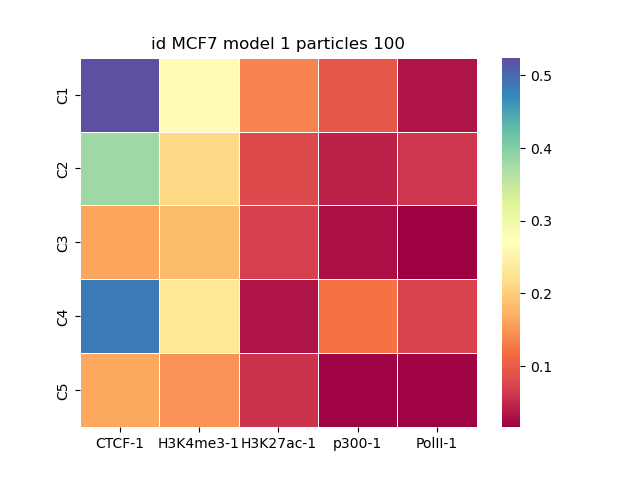 id MCF7 model 1 particles 100
C1
C2
C3
C4
C5
CTCF-1 H3K4me3-1 H3K27ac-1 p300-1 PolII-1
0.5
0.4
0.3
0.2
0.1